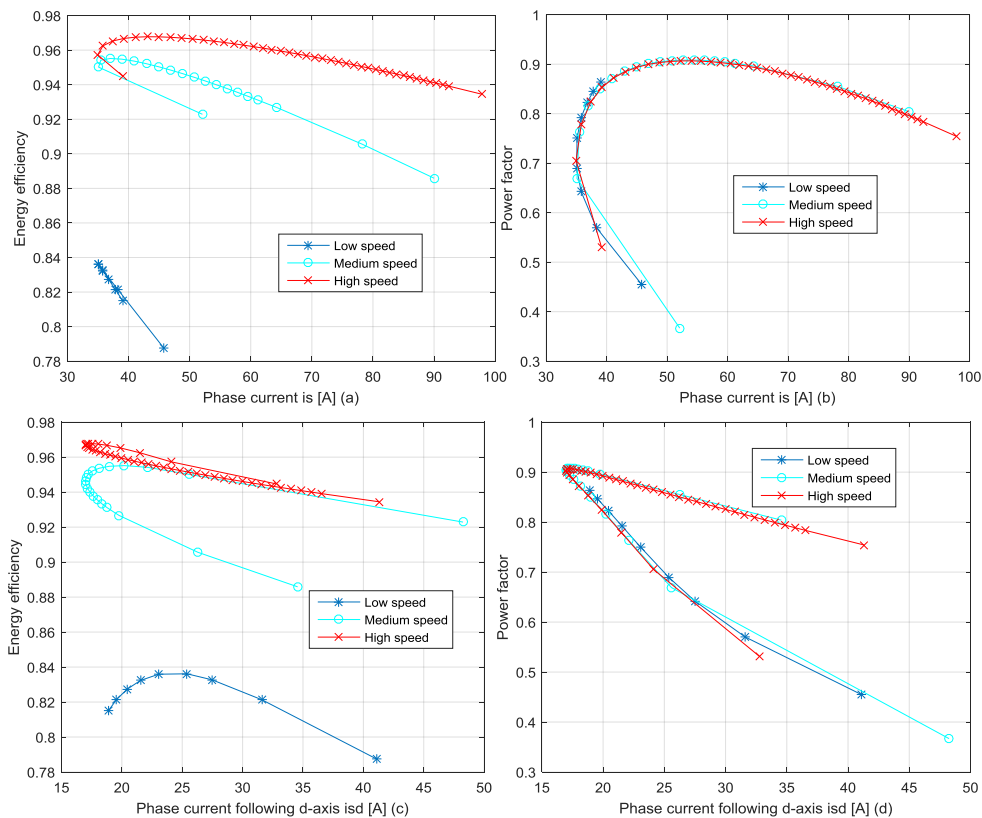 0.98
0.96
0.94
0.92
0.9
0.88
0.86
0.84
0.82
0.8
0.78
Energy efficiency
30 40 50 60 70 80 90 100
Phase current is [A] (a)
Low speed
Medium speed
High speed
1
0.9
0.8
0.7
0.6
0.5
0.4
0.3
Power factor
30 40 50 60 70 80 90 100
Phase current is [A] (b)
Low speed
Medium speed
High speed
0.98
0.96
0.94
0.92
0.9
0.88
0.86
0.84
0.82
0.8
0.78
Energy efficiency
15 20 25 30 35 40 45 50
Phase current following d-axis isd [A] (c)
Low speed
Medium speed
High speed
1
0.9
0.8
0.7
0.6
0.5
0.4
0.3
Power factor
15 20 25 30 35 40 45 50
Phase current following d-axis isd [A] (d)
Low speed
Medium speed
High speed